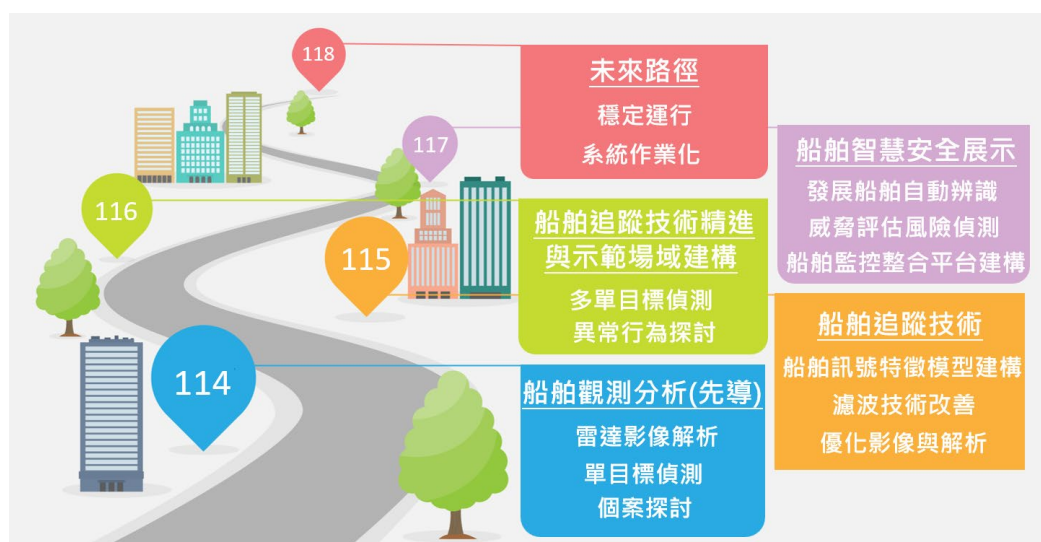 118
未來路徑
穩定運行
系統作業化
117
船舶智慧安全展示
發展船舶自動辨識
威脅評估風險偵測
船舶監控整合平台建構
116
船舶追蹤技術精進
與示範場域建構
多單目標偵測
異常行為探討
115
船舶追蹤技術
船舶訊號特徵模型建構
濾波技術改善
優化影像與解析
114
船舶觀測分析(先導)
雷達影像解析
單目標偵測
個案探討